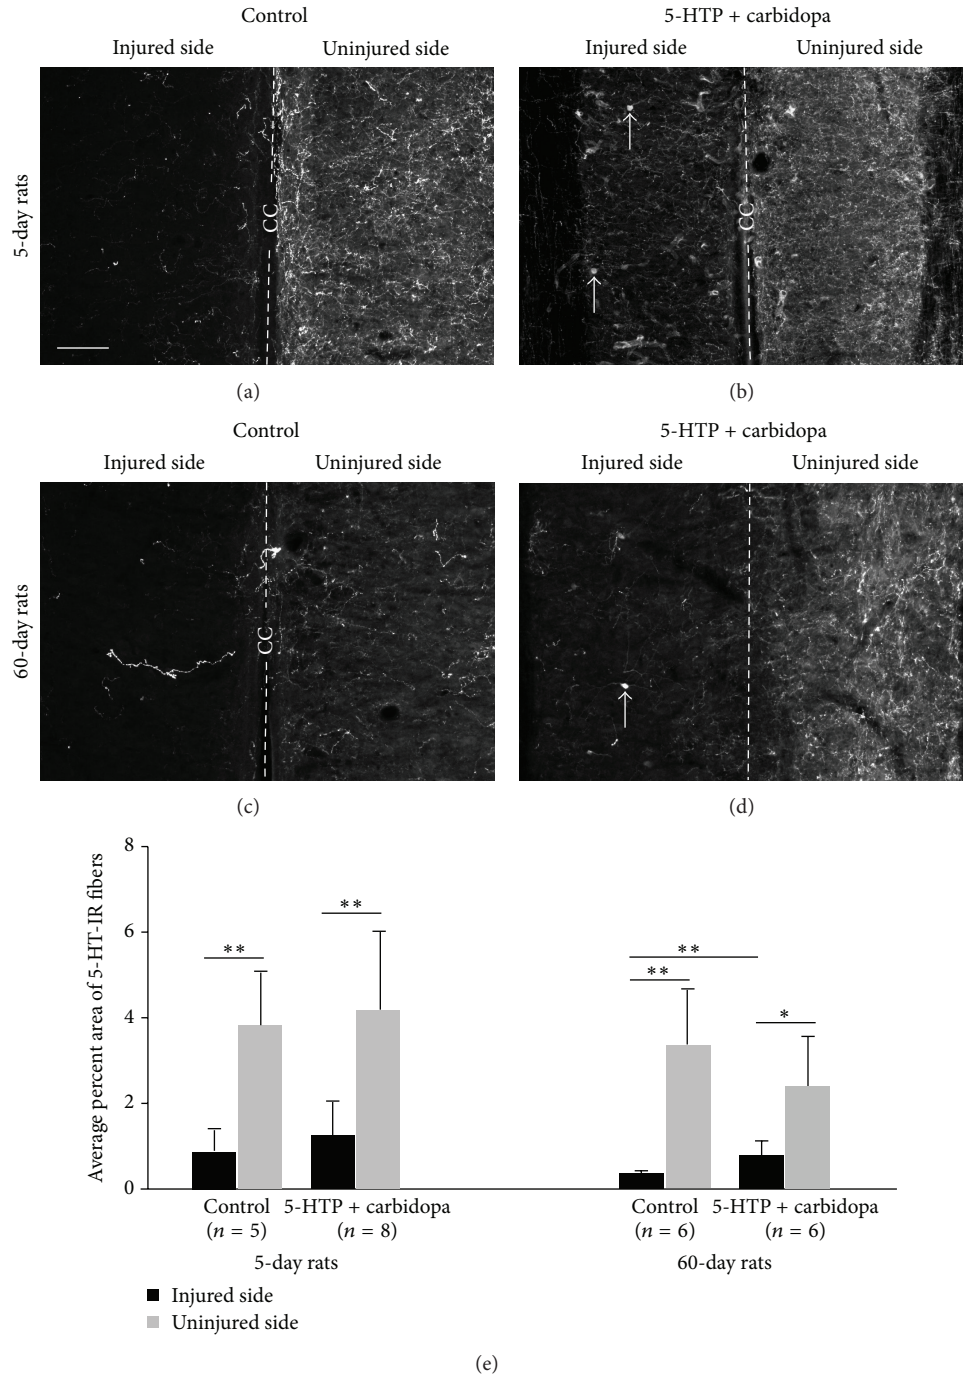 Control
5-HTP + carbidopa
Injured side
Uninjured side
Injured side
Uninjured side
5-day rats
CC
CC
(a)
(b)
Control
5-HTP + carbidopa
Injured side
Uninjured side
Injured side
Uninjured side
60-day rats
CC
(c)
(d)
Average percent area of 5-HT-IR fibers
8
6
4
2
0
**
**
**
**
*
Control
(n = 5)
5-HTP + carbidopa
(n = 8)
Control
(n = 6)
5-HTP + carbidopa
(n = 6)
5-day rats
60-day rats
Injured side
Uninjured side
(e)